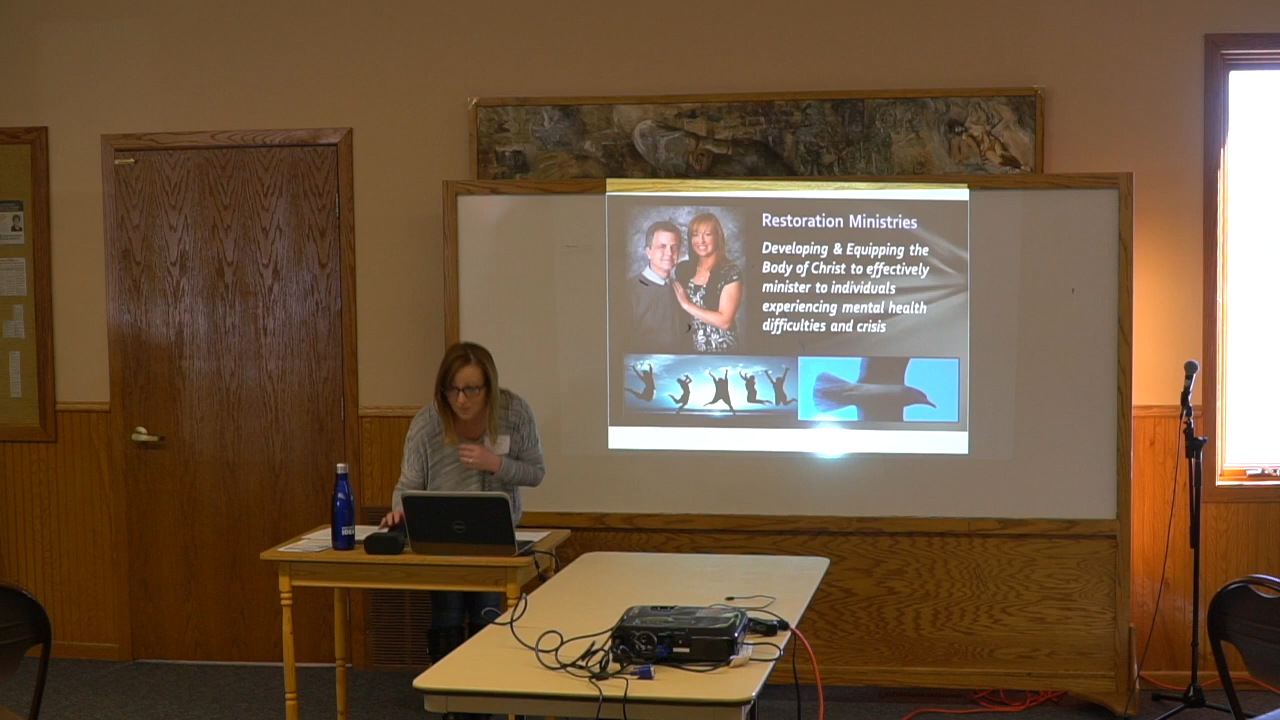 Restoration Ministries
Developing & Equipping the
Body of Christ to effectively
minister to individuals
experiencing mental health
difficulties and crisis
DELL